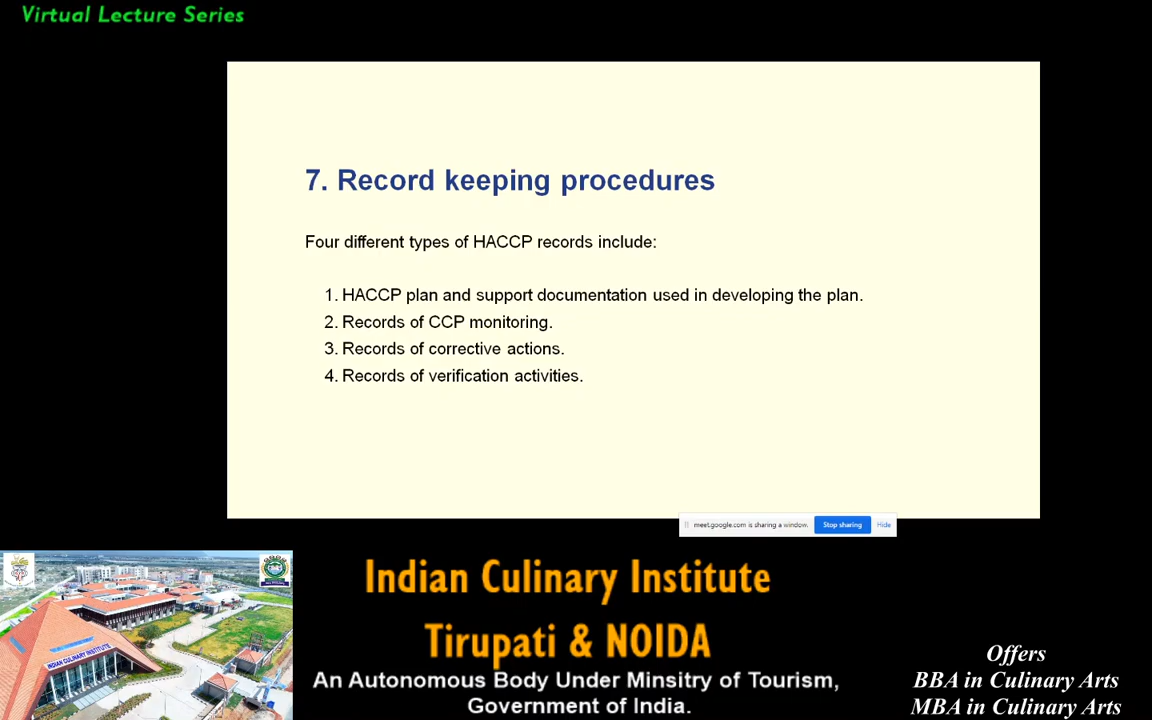 Virtual Lecture Series
7. Record keeping procedures
Four different types of HACCP records include:
1. HACCP plan and support documentation used in developing the plan.
2. Records of CCP monitoring.
3. Records of corrective actions.
4. Records of verification activities.
meet.google.com is sharing a window.
Stop sharing
Hide
INDIAN CULINARY INSTITUTE
Indian Culinary Institute
Tirupati & NOIDA
An Autonomous Body Under Minsitry of Tourism,
Government of India.
Offers
BBA in Culinary Arts
MBA in Culinary Arts